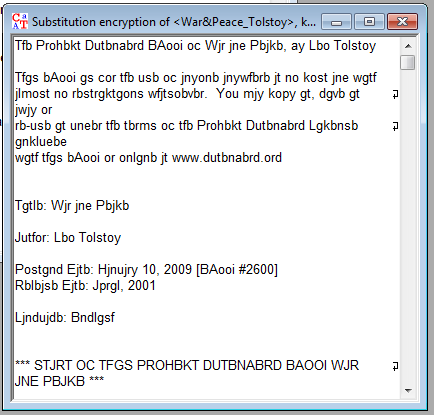 Substitution encryption of <War&Peace_Tolstoy>, k...
Tfb Prohbkt Dutbnabrd BAooi oc Wjr jne Pbjkb, ay Lbo Tolstoy
Tfgs bAooi gs cor tfb usb oc jnyonb jnywfbrb jt no kost jne wgtf
jlmost no rbstrgktgons wfjtsobvbr. You mjy kopy gt, dgvb gt
jwjy or
rb-usb gt unebr tfb tbrms oc tfb Prohbkt Dutbnabrd Lgkbnsb
gnkluebe
wgtf tfgs bAooi or onlgnb jt www.dutbnabrd.ord
Tgtlb: Wjr jne Pbjkb
Jutfor: Lbo Tolstoy
Postgnd Ejtb: Hjnujry 10, 2009 [BAooi #2600]
Rblbjsb Ejtb: Jprgl, 2001
Ljndujdb: Bndlgsf
*** STJRT OC TFGS PROHBKT DUTBNABRD BAOOI WJR
JNE PBJKB ***